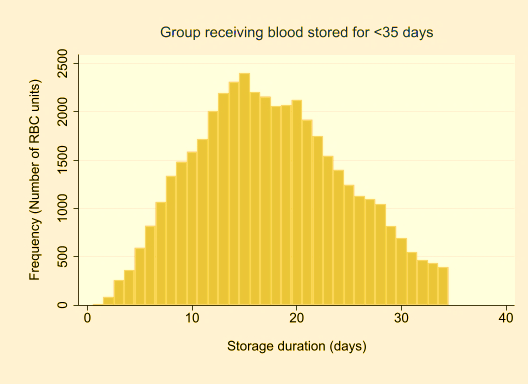 Group receiving blood stored for <35 days
Frequency (Number of RBC units)
2500
2000
1500
1000
500
0
0 10 20 30 40
Storage duration (days)